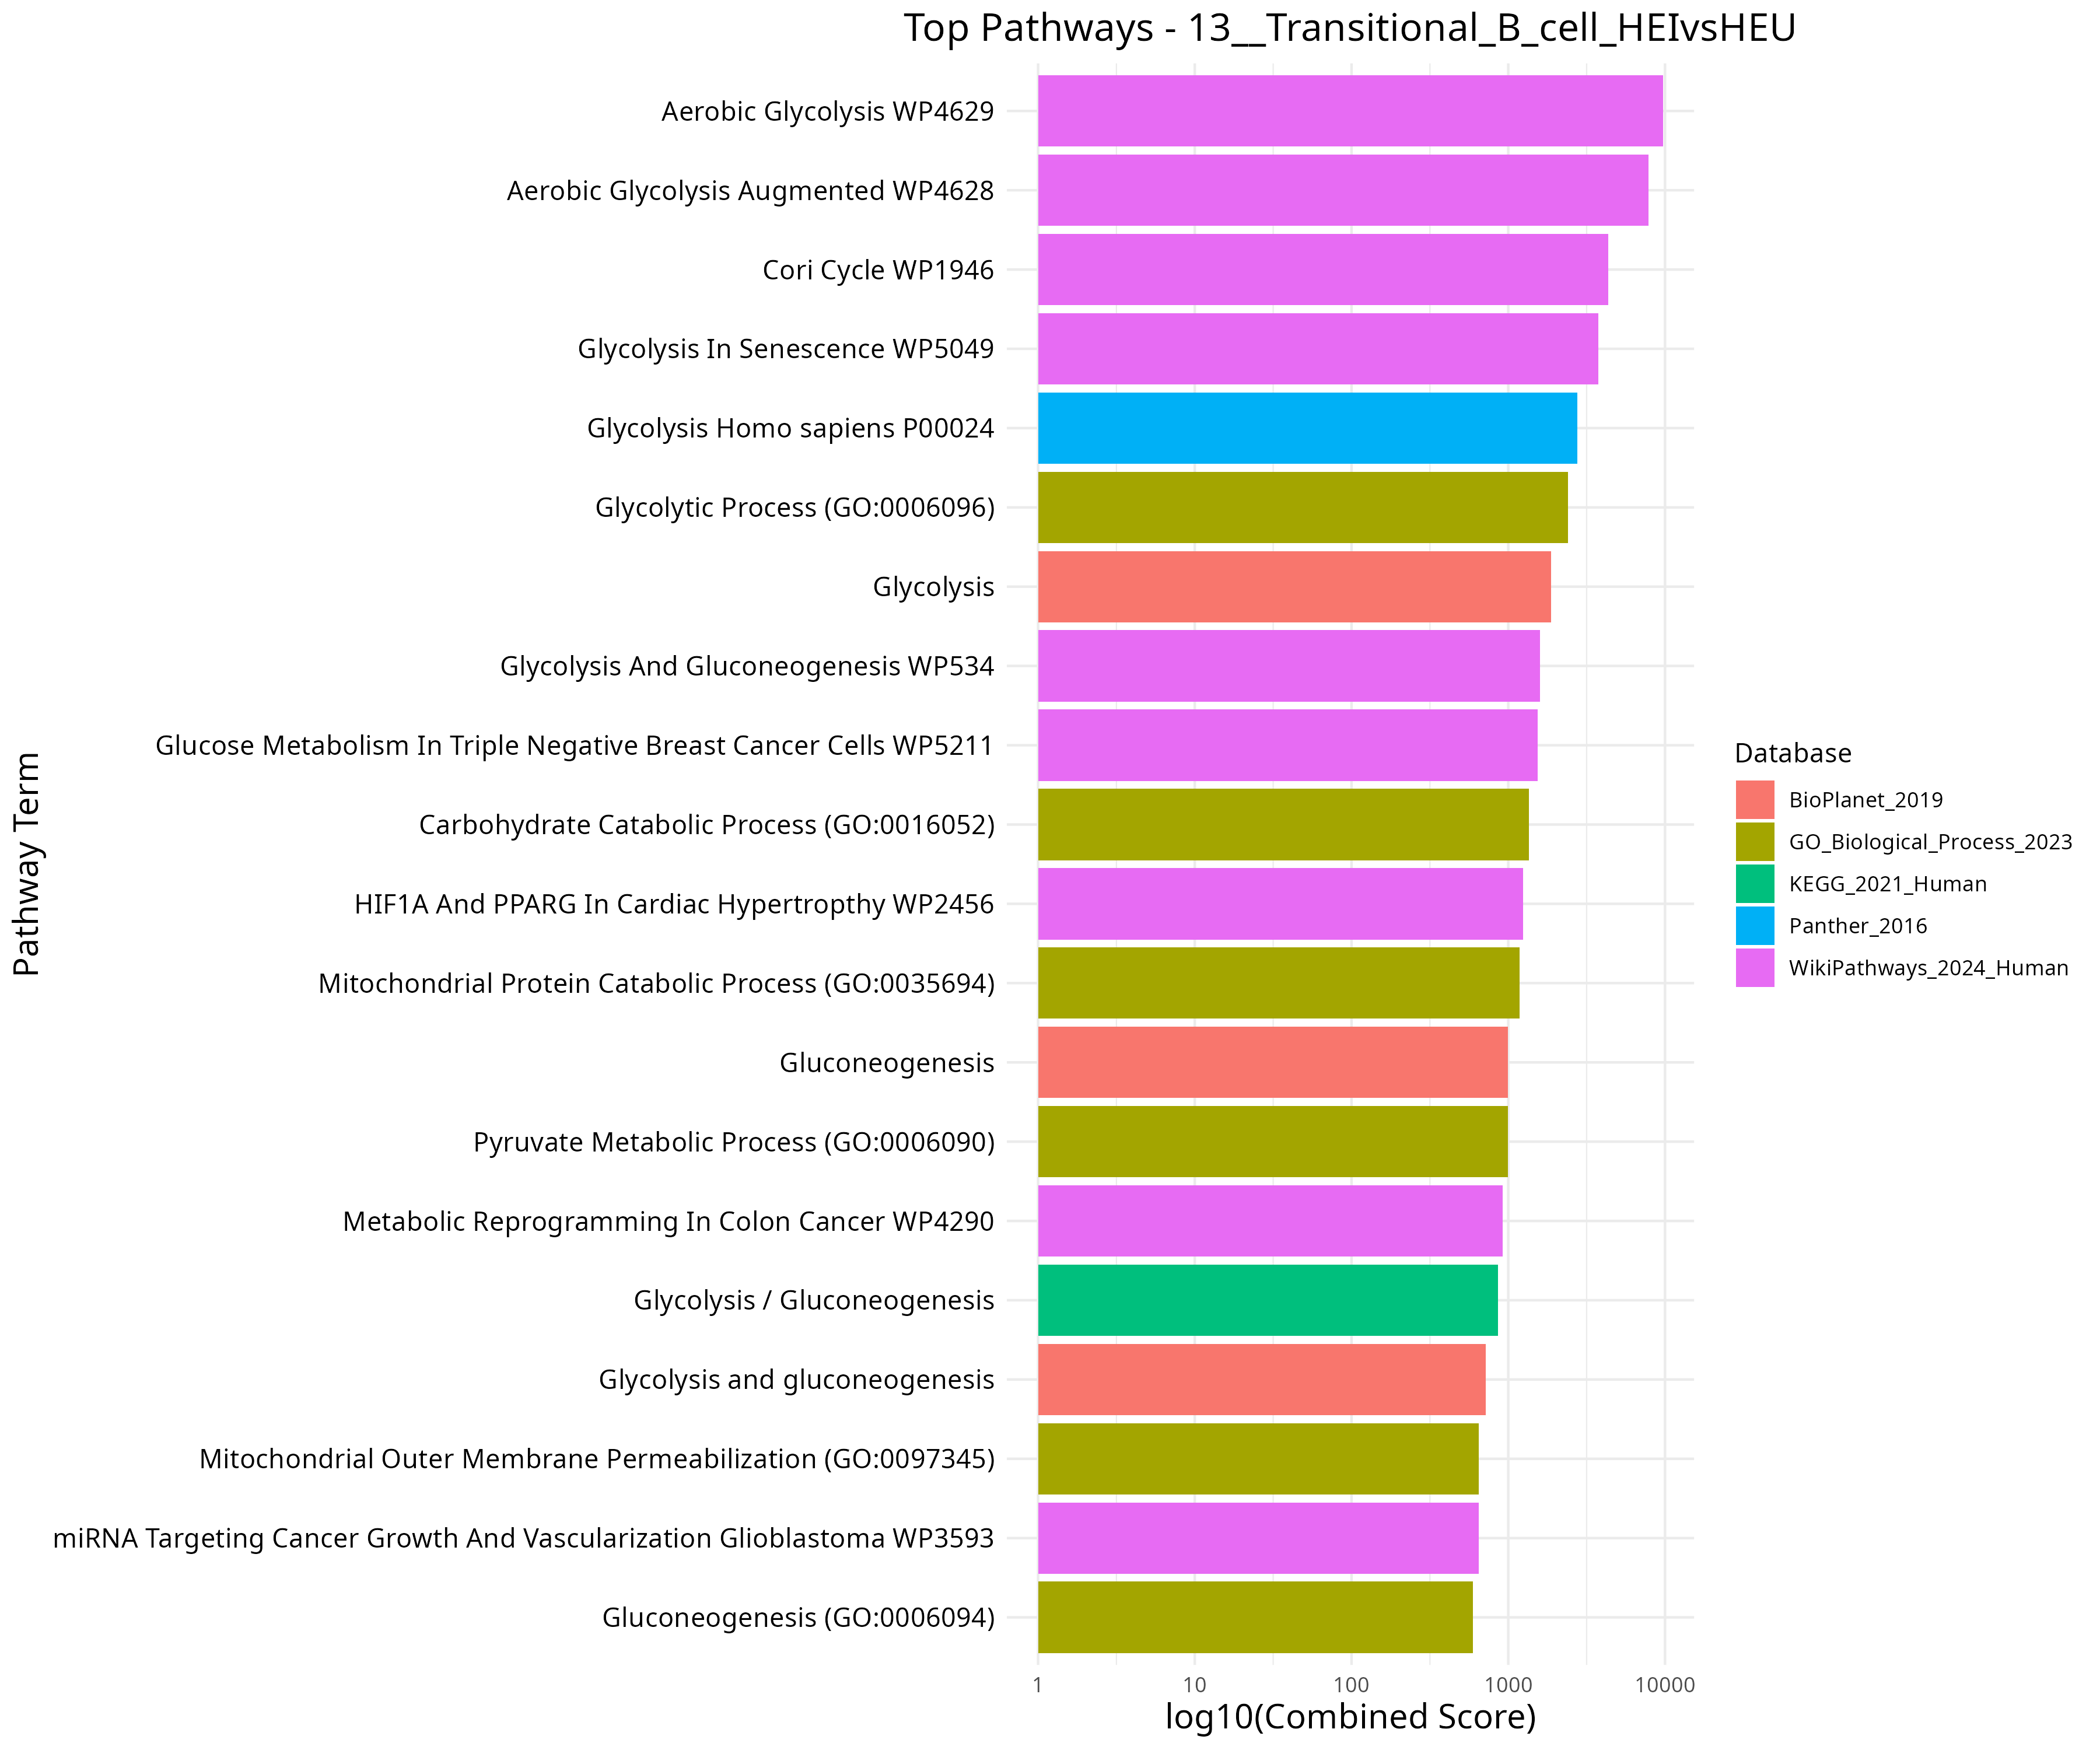 Top Pathways - 13__Transitional_B_cell_HEIvsHEU
Pathway Term
Aerobic Glycolysis WP4629
Aerobic Glycolysis Augmented WP4628
Cori Cycle WP1946
Glycolysis In Senescence WP5049
Glycolysis Homo sapiens P00024
Glycolytic Process (GO:0006096)
Glycolysis
Glycolysis And Gluconeogenesis WP534
Glucose Metabolism In Triple Negative Breast Cancer Cells WP5211
Carbohydrate Catabolic Process (GO:0016052)
HIF1A And PPARG In Cardiac Hypertropthy WP2456
Mitochondrial Protein Catabolic Process (GO:0035694)
Gluconeogenesis
Pyruvate Metabolic Process (GO:0006090)
Metabolic Reprogramming In Colon Cancer WP4290
Glycolysis / Gluconeogenesis
Glycolysis and gluconeogenesis
Mitochondrial Outer Membrane Permeabilization (GO:0097345)
miRNA Targeting Cancer Growth And Vascularization Glioblastoma WP3593
Gluconeogenesis (GO:0006094)
1 10 100 1000 10000
log10(Combined Score)
Database
BioPlanet_2019
GO_Biological_Process_2023
KEGG_2021_Human
Panther_2016
WikiPathways_2024_Human